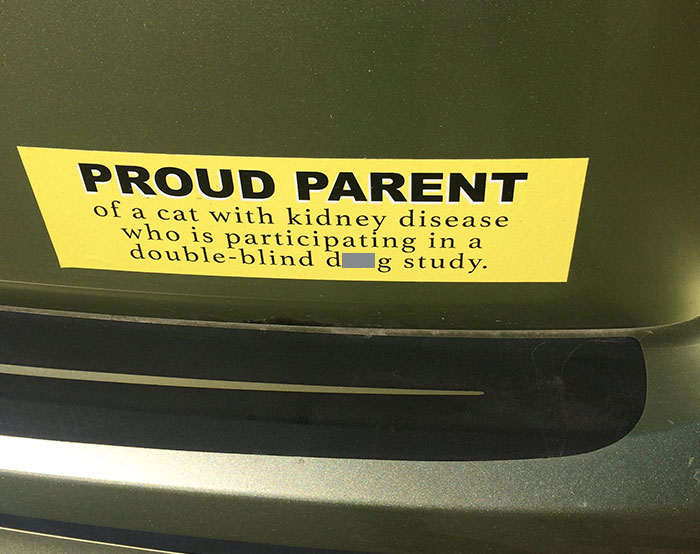 PROUD PARENT
of a cat with kidney disease
who is participating in a
double-blind study.